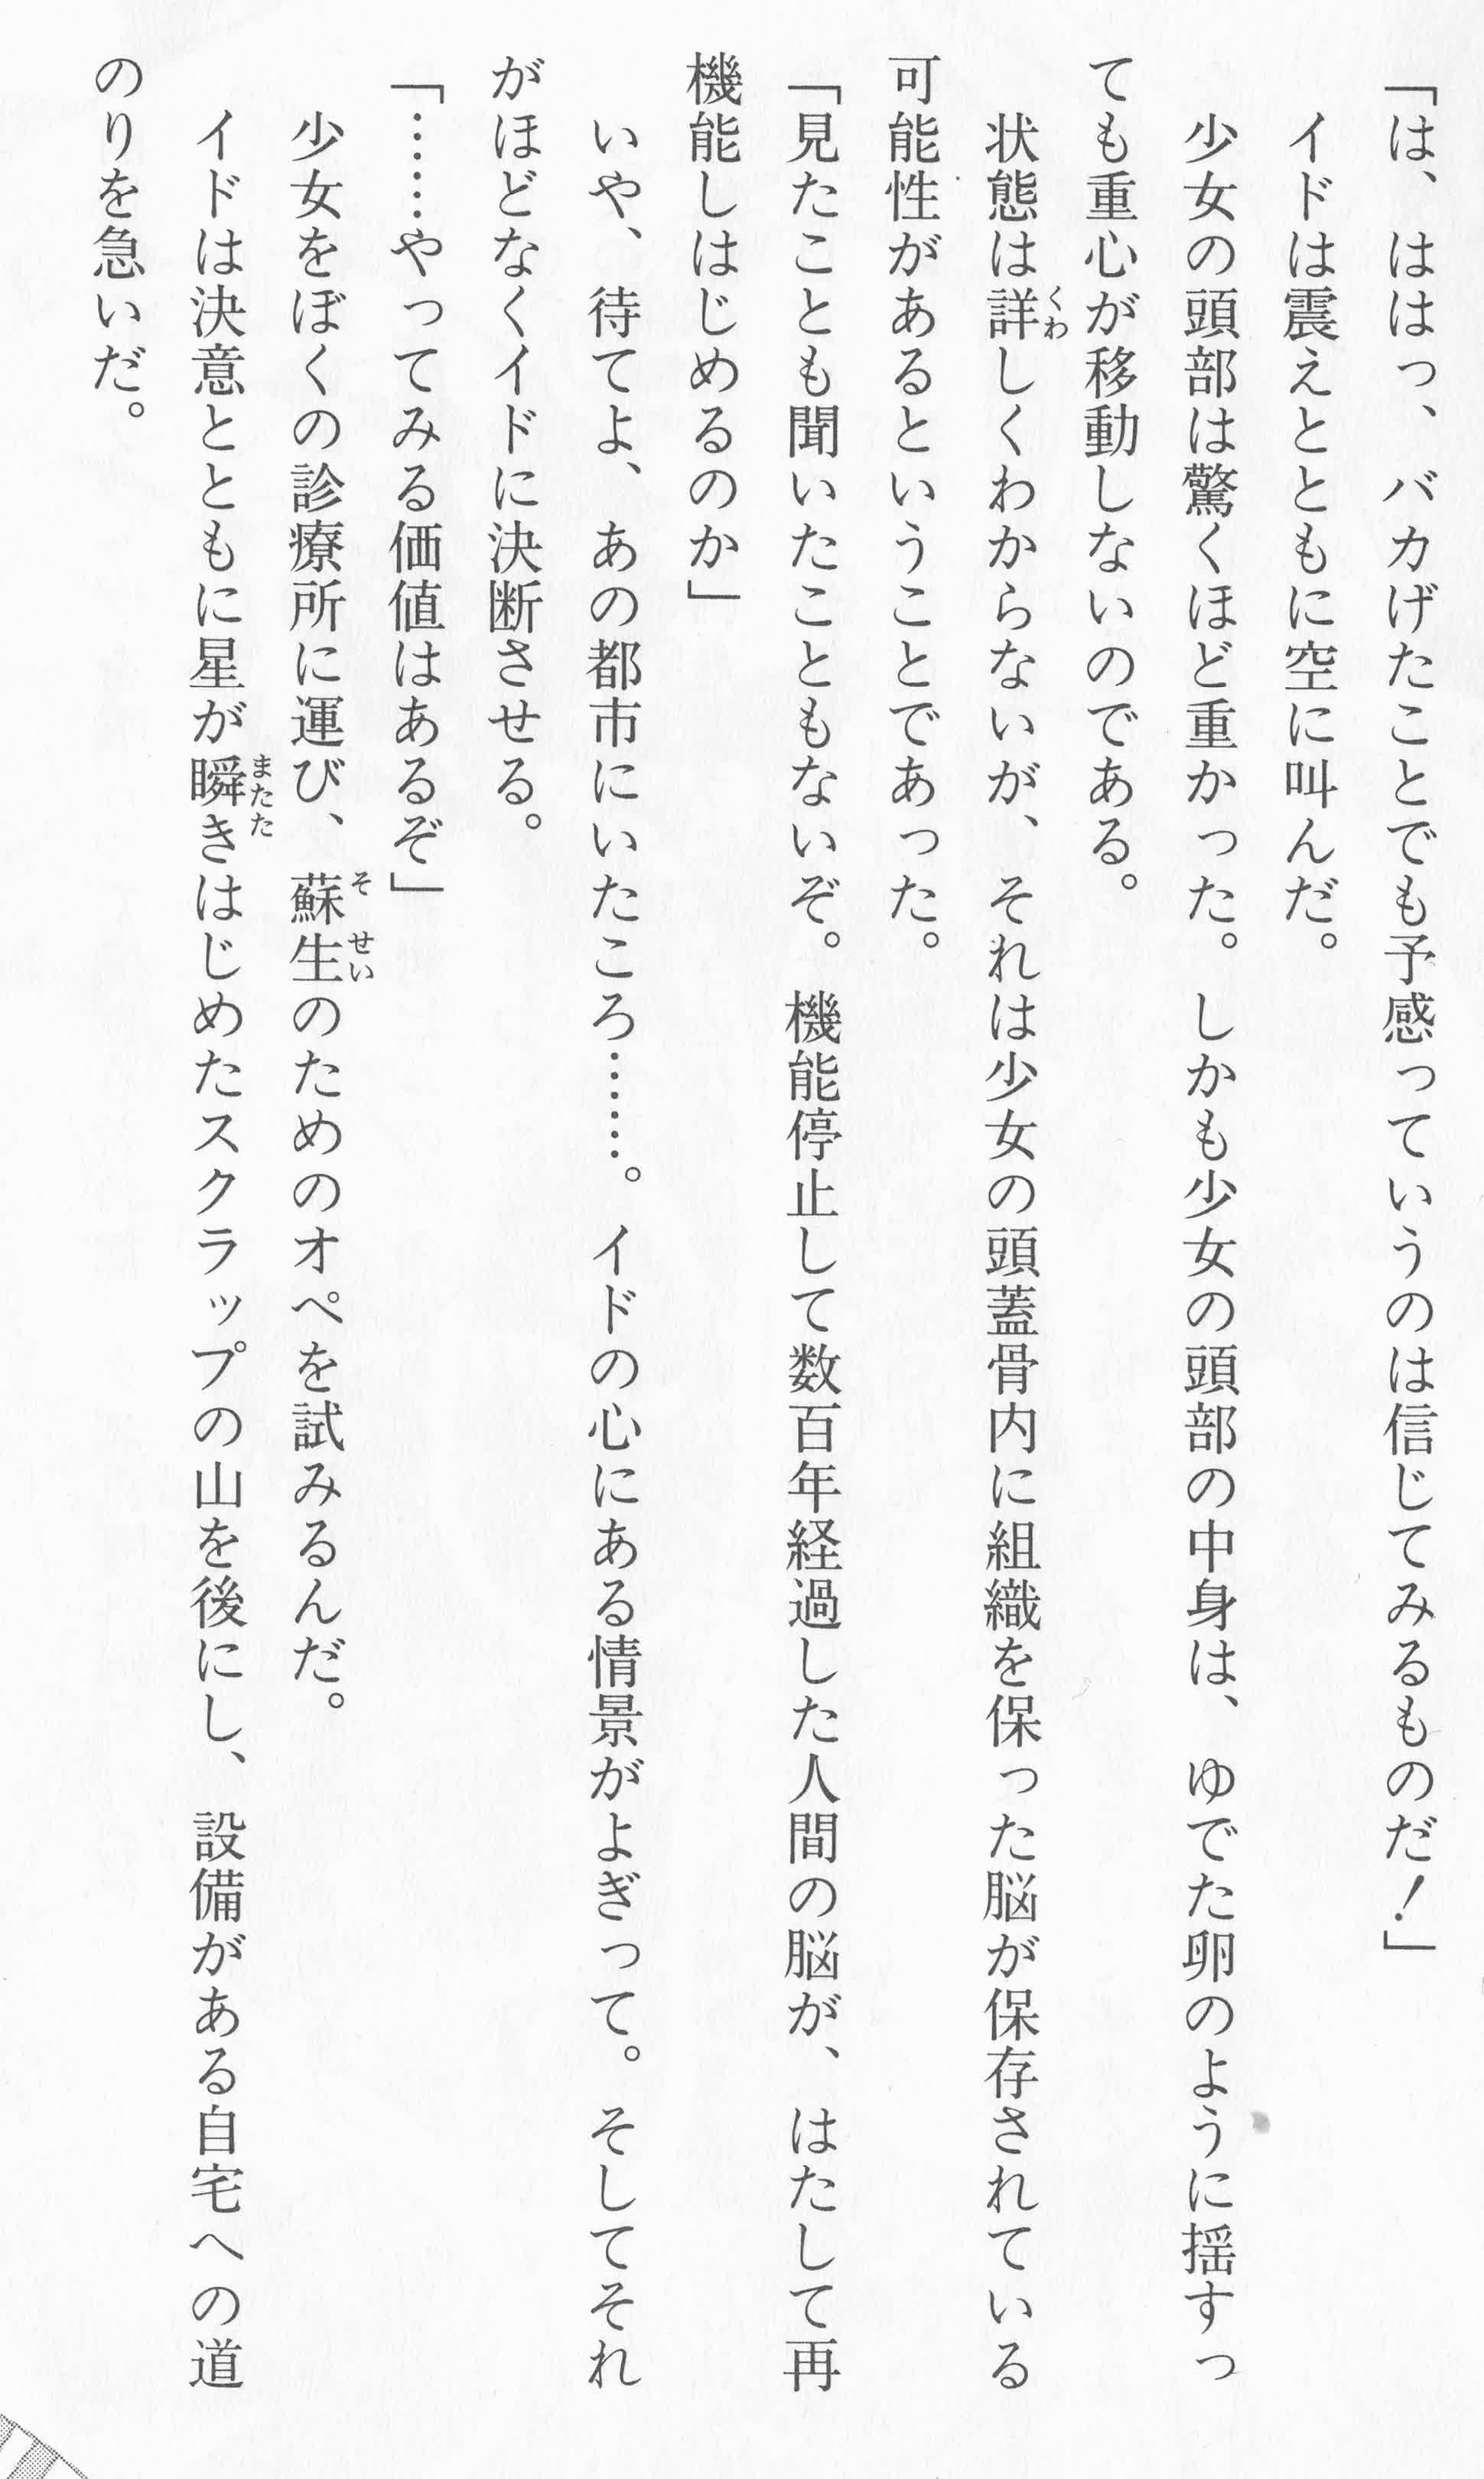 「は、ははっ、バカげたことでも予感っていうのは信じてみるものだ！」
イドは震えとともに空に叫んだ。
少女の頭部は驚くほど重かった。しかも少女の頭部の中身は、ゆでた卵のように揺すっ
ても重心が移動しないのである。
状態は詳しくわからないが、それは少女の頭蓋骨内に組織を保った脳が保存されている
可能性があるということであった。
「見たことも聞いたこともないぞ。機能停止して数百年経過した人間の脳が、はたして再
機能しはじめるのか」
いや、待てよ、あの都市にいたころ……。イドの心にある情景がよぎって。そしてそれ
がほどなくイドに決断させる。
「……やってみる価値はあるぞ」
少女をぼくの診療所に運び、蘇生のためのオペを試みるんだ。
イドは決意とともに星が瞬きはじめたスクラップの山を後にし、設備がある自宅への道
のりを急いだ。